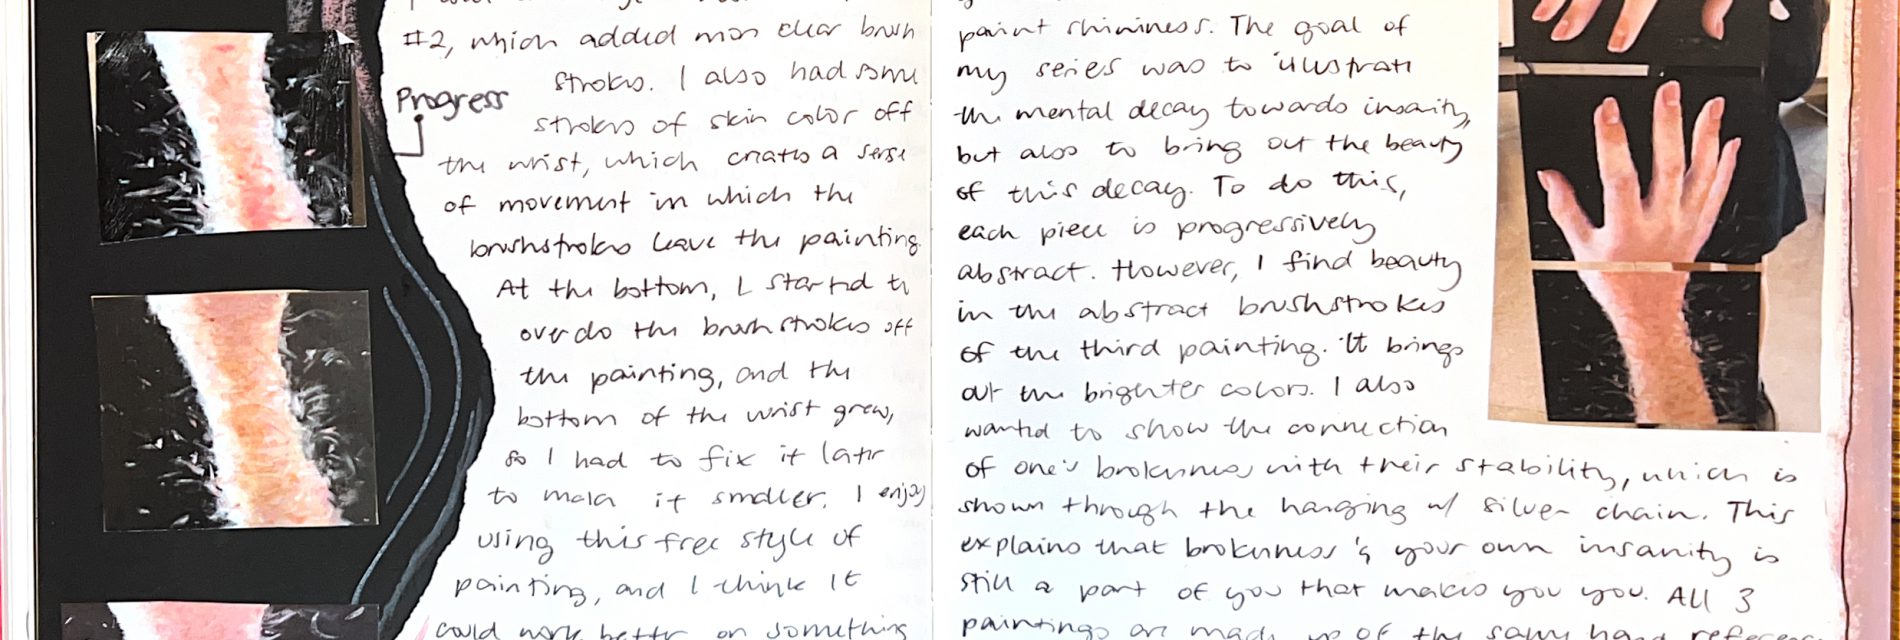 #2, which added more clear brush
strokes. I also had some
Progress
strokes of skin color off
the wrist, which creates a sense
of movement in which the
brushstrokes leave the painting.
At the bottom, I started to
overdo the brushstrokes off
the painting, and the
bottom of the wrist grew,
so I had to fix it later
to make it smaller. I enjoy
using this free style of
painting, and I think it
could work better on something
paint shininess. The goal of
my series was to illustrate
the mental decay towards insanity,
but also to bring out the beauty
of this decay. To do this,
each piece is progressively
abstract. However, I find beauty
in the abstract brushstrokes
of the third painting. It brings
out the brighter colors. I also
wanted to show the connection
of one's brokenness with their stability, which is
shown through the hanging w/ silver chain. This
explains that brokenness & your own insanity is
still a part of you that makes you you. All 3
paintings are made up of the same hand reference